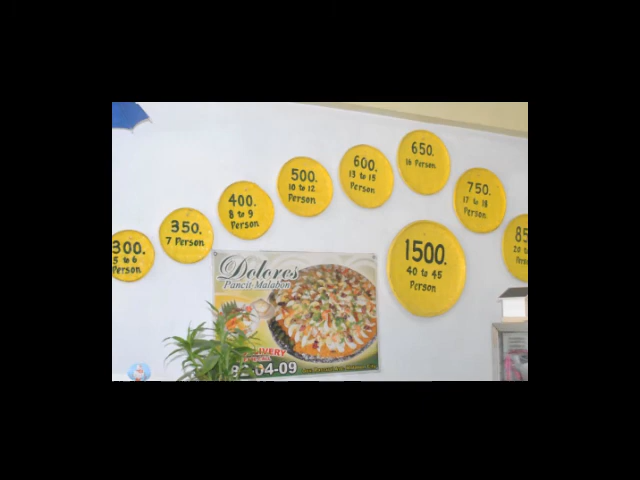 300.
5 to 6
Person
350.
7 Person
400.
8 to 9
Person
500.
10 to 12
Person
600.
13 to 15
Person
650.
16 Person
750.
17 to 18
Person
1500.
40 to 45
Person
Dolores
Pancit Malabon
82-04-09